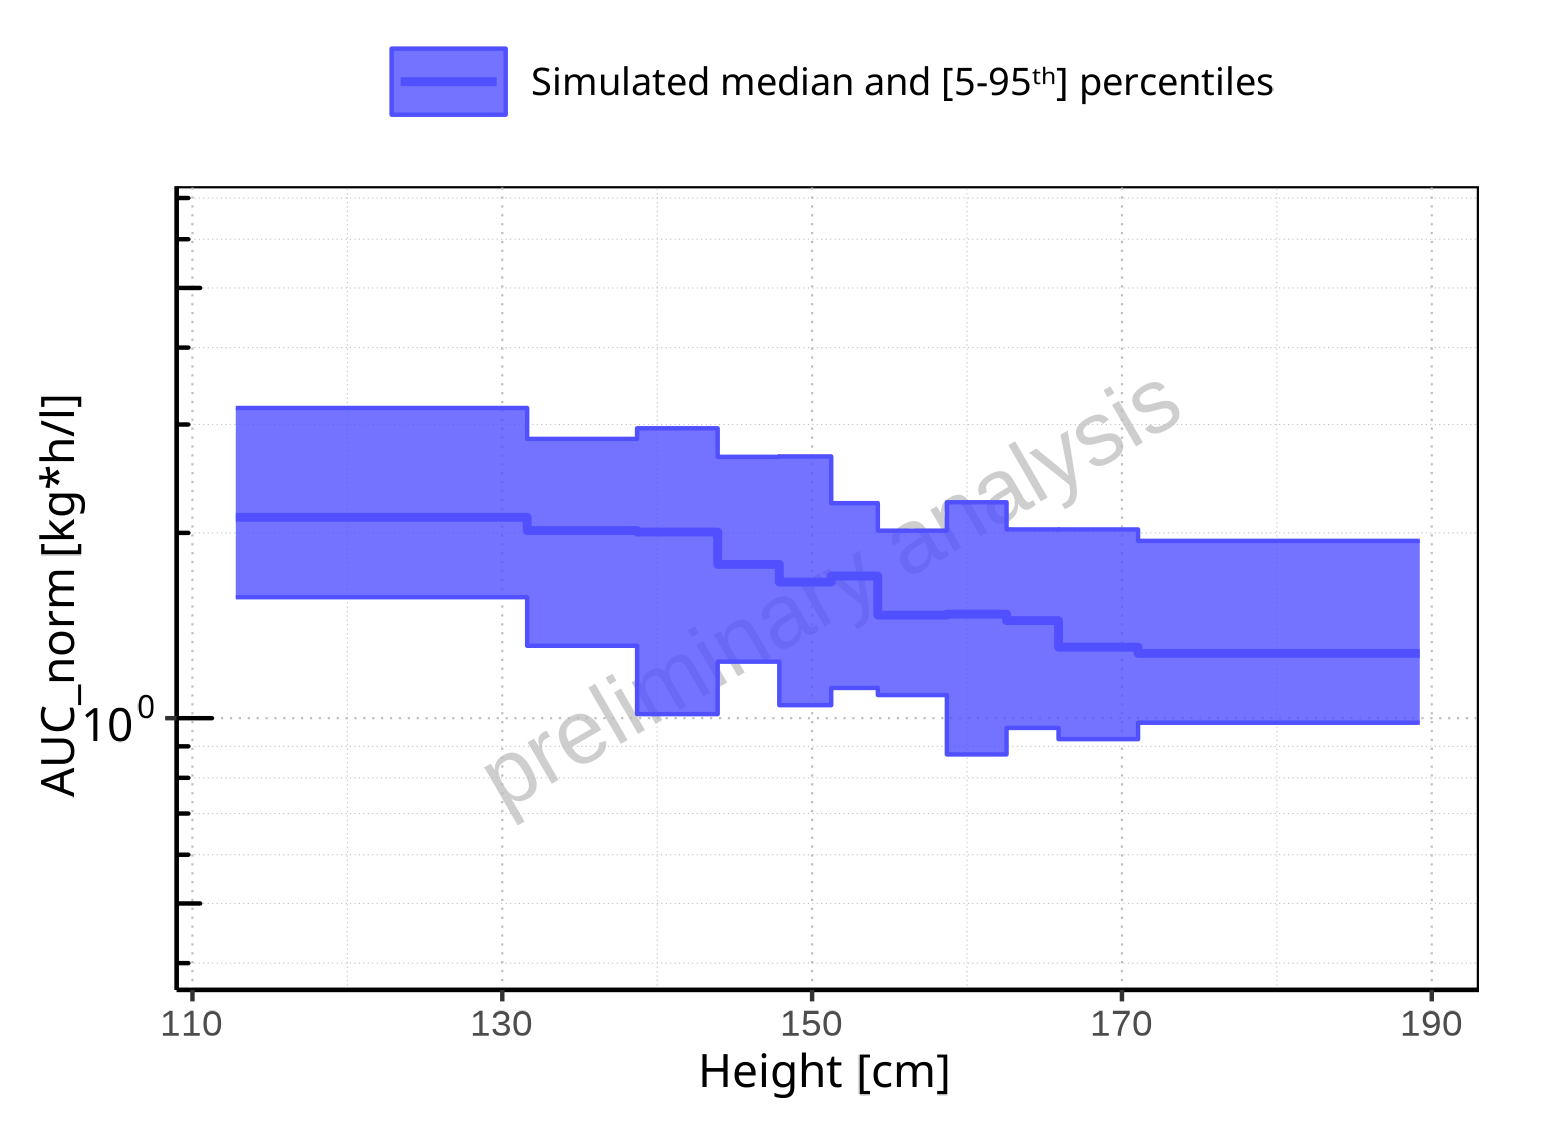 Simulated median and [5-95ᵗʰ] percentiles
AUC_norm [kg*h/l]
10⁰
preliminary analysis
110 130 150 170 190
Height [cm]